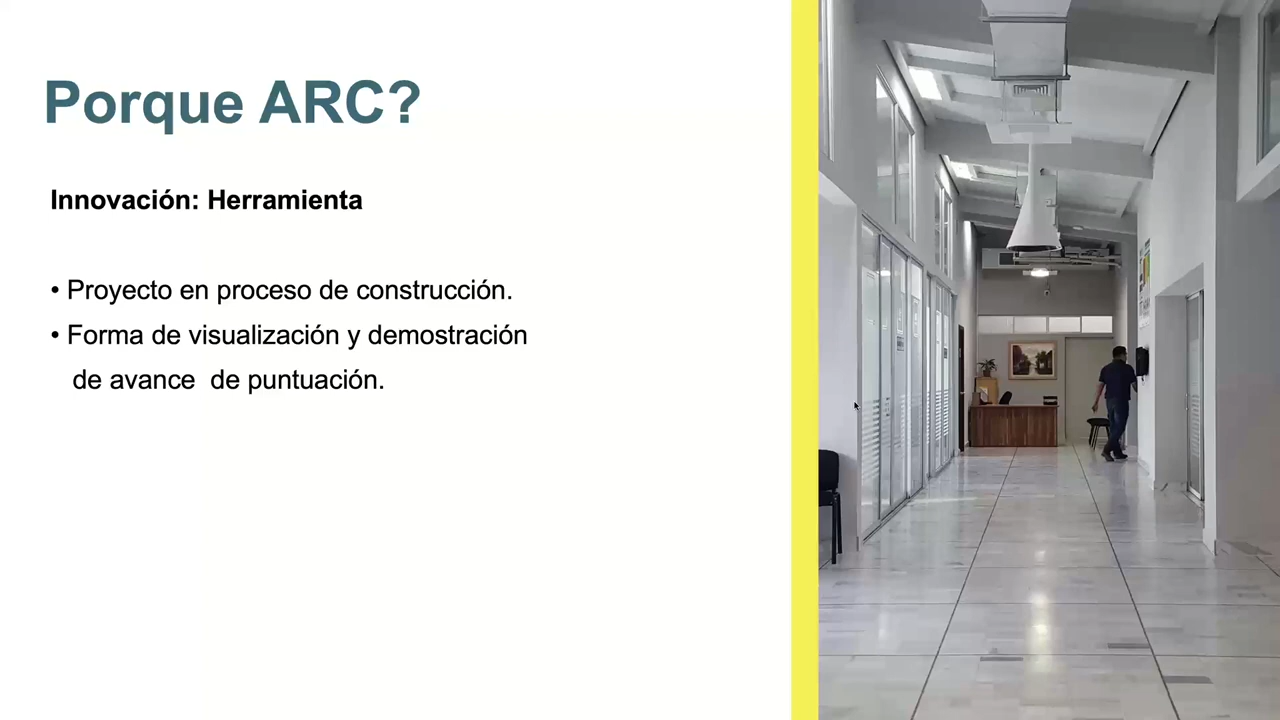 Porque ARC?
Innovación: Herramienta
• Proyecto en proceso de construcción.
• Forma de visualización y demostración
de avance  de puntuación.